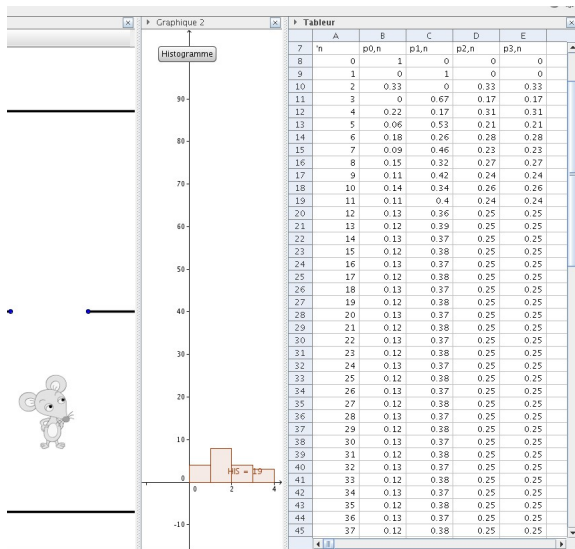 Graphique 2
Histogramme
90
80
70
60
50
40
30
20
10
0
-10
0 2 4
HIS = 19
Tableur
A B C D E
7 'n p0,n p1,n p2,n p3,n
8 0 1 0 0 0
9 1 0 1 0 0
10 2 0.33 0 0.33 0.33
11 3 0 0.67 0.17 0.17
12 4 0.22 0.17 0.31 0.31
13 5 0.06 0.53 0.21 0.21
14 6 0.18 0.26 0.28 0.28
15 7 0.09 0.46 0.23 0.23
16 8 0.15 0.32 0.27 0.27
17 9 0.11 0.42 0.24 0.24
18 10 0.14 0.34 0.26 0.26
19 11 0.11 0.4 0.24 0.24
20 12 0.13 0.36 0.25 0.25
21 13 0.12 0.39 0.25 0.25
22 14 0.13 0.37 0.25 0.25
23 15 0.12 0.38 0.25 0.25
24 16 0.13 0.37 0.25 0.25
25 17 0.12 0.38 0.25 0.25
26 18 0.13 0.37 0.25 0.25
27 19 0.12 0.38 0.25 0.25
28 20 0.13 0.37 0.25 0.25
29 21 0.12 0.38 0.25 0.25
30 22 0.13 0.37 0.25 0.25
31 23 0.12 0.38 0.25 0.25
32 24 0.13 0.37 0.25 0.25
33 25 0.12 0.38 0.25 0.25
34 26 0.13 0.37 0.25 0.25
35 27 0.12 0.38 0.25 0.25
36 28 0.13 0.37 0.25 0.25
37 29 0.12 0.38 0.25 0.25
38 30 0.13 0.37 0.25 0.25
39 31 0.12 0.38 0.25 0.25
40 32 0.13 0.37 0.25 0.25
41 33 0.12 0.38 0.25 0.25
42 34 0.13 0.37 0.25 0.25
43 35 0.12 0.38 0.25 0.25
44 36 0.13 0.37 0.25 0.25
45 37 0.12 0.38 0.25 0.25